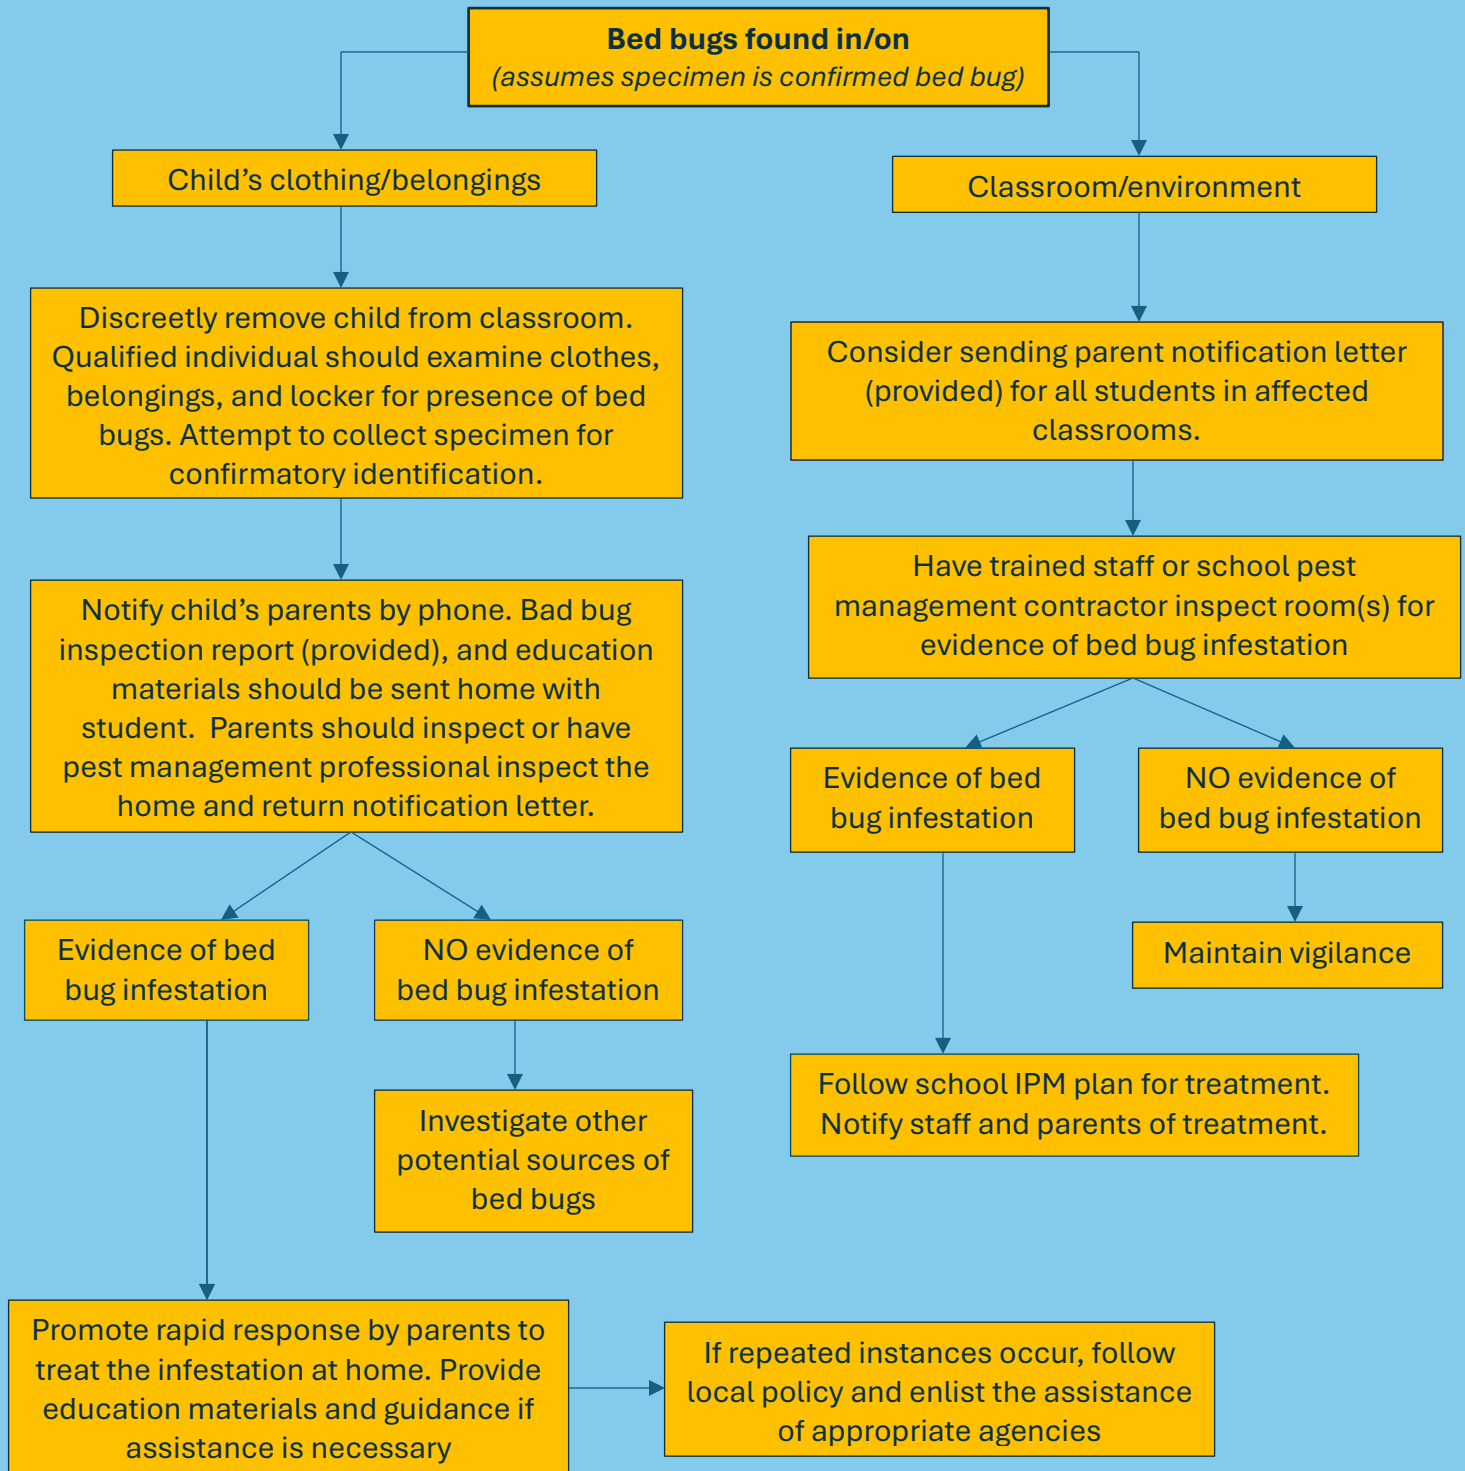 Bed bugs found in/on
(assumes specimen is confirmed bed bug)
Child’s clothing/belongings
Discreetly remove child from classroom.
Qualified individual should examine clothes,
belongings, and locker for presence of bed
bugs. Attempt to collect specimen for
confirmatory identification.
Notify child’s parents by phone. Bad bug
inspection report (provided), and education
materials should be sent home with
student. Parents should inspect or have
pest management professional inspect the
home and return notification letter.
Evidence of bed
bug infestation
NO evidence of
bed bug infestation
Investigate other
potential sources of
bed bugs
Promote rapid response by parents to
treat the infestation at home. Provide
education materials and guidance if
assistance is necessary
If repeated instances occur, follow
local policy and enlist the assistance
of appropriate agencies
Classroom/environment
Consider sending parent notification letter
(provided) for all students in affected
classrooms.
Have trained staff or school pest
management contractor inspect room(s) for
evidence of bed bug infestation
Evidence of bed
bug infestation
NO evidence of
bed bug infestation
Maintain vigilance
Follow school IPM plan for treatment.
Notify staff and parents of treatment.